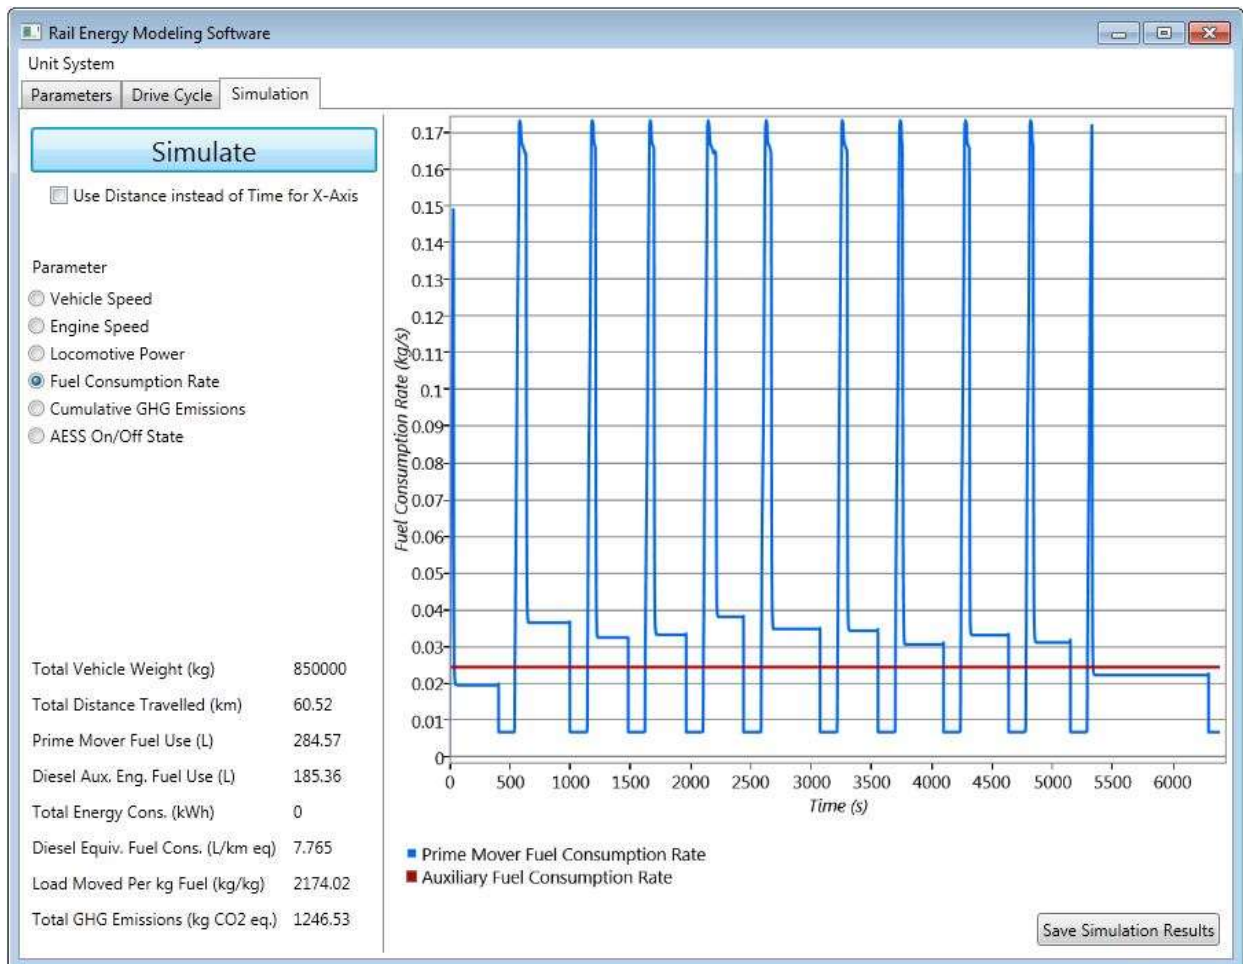 Rail Energy Modeling Software
Unit System
Parameters Drive Cycle Simulation
Simulate
Use Distance instead of Time for X-Axis
Parameter
Vehicle Speed
Engine Speed
Locomotive Power
Fuel Consumption Rate
Cumulative GHG Emissions
AESS On/Off State
Total Vehicle Weight (kg) 850000
Total Distance Travelled (km) 60.52
Prime Mover Fuel Use (L) 284.57
Diesel Aux. Eng. Fuel Use (L) 185.36
Total Energy Cons. (kWh) 0
Diesel Equiv. Fuel Cons. (L/km eq) 7.765
Load Moved Per kg Fuel (kg/kg) 2174.02
Total GHG Emissions (kg CO2 eq.) 1246.53
Fuel Consumption Rate (kg/s)
0.17
0.16
0.15
0.14
0.13
0.12
0.11
0.1
0.09
0.08
0.07
0.06
0.05
0.04
0.03
0.02
0.01
0
0 500 1000 1500 2000 2500 3000 3500 4000 4500 5000 5500 6000
Time (s)
Prime Mover Fuel Consumption Rate
Auxiliary Fuel Consumption Rate
Save Simulation Results